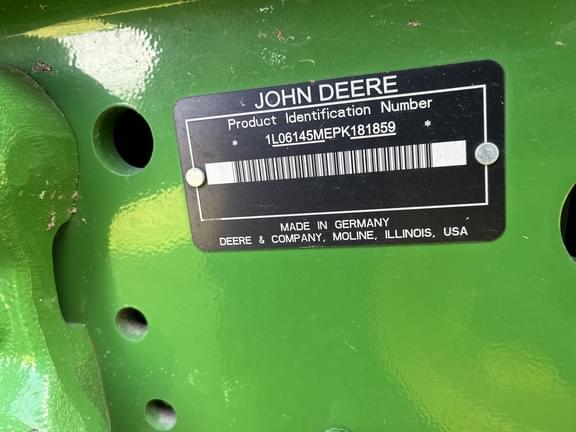 JOHN DEERE
Product Identification Number
* 1L06145MEPK181859 *
MADE IN GERMANY
DEERE & COMPANY, MOLINE, ILLINOIS, USA